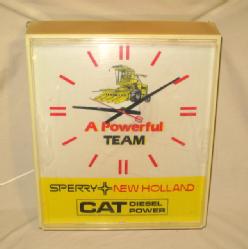 A Powerful
TEAM
SPERRY NEW HOLLAND
CAT DIESEL POWER